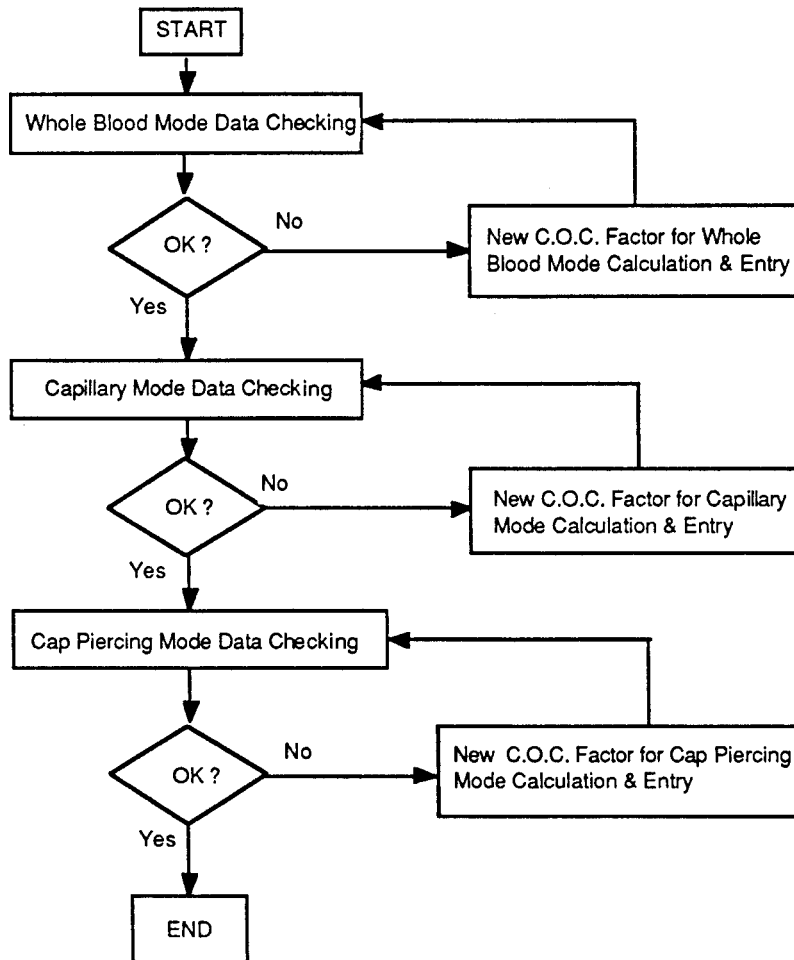 START
Whole Blood Mode Data Checking
OK ?
No
New C.O.C. Factor for Whole
Blood Mode Calculation & Entry
Yes
Capillary Mode Data Checking
OK ?
No
New C.O.C. Factor for Capillary
Mode Calculation & Entry
Yes
Cap Piercing Mode Data Checking
OK ?
No
New C.O.C. Factor for Cap Piercing
Mode Calculation & Entry
Yes
END